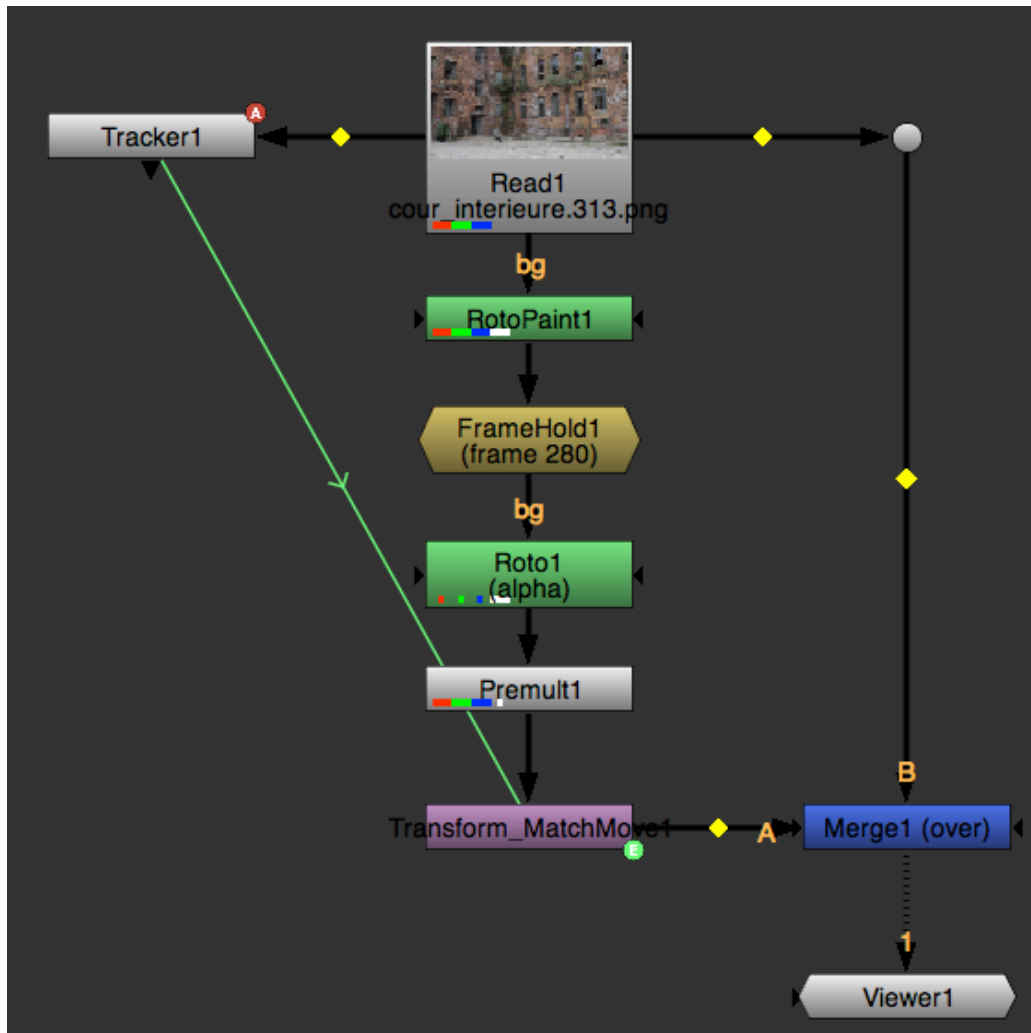 A
Tracker1
Read1
cour_interieure.313.png
bg
RotoPaint1
FrameHold1
(frame 280)
bg
Roto1
(alpha)
Premult1
B
Transform_MatchMove1
A
Merge1 (over)
E
1
Viewer1